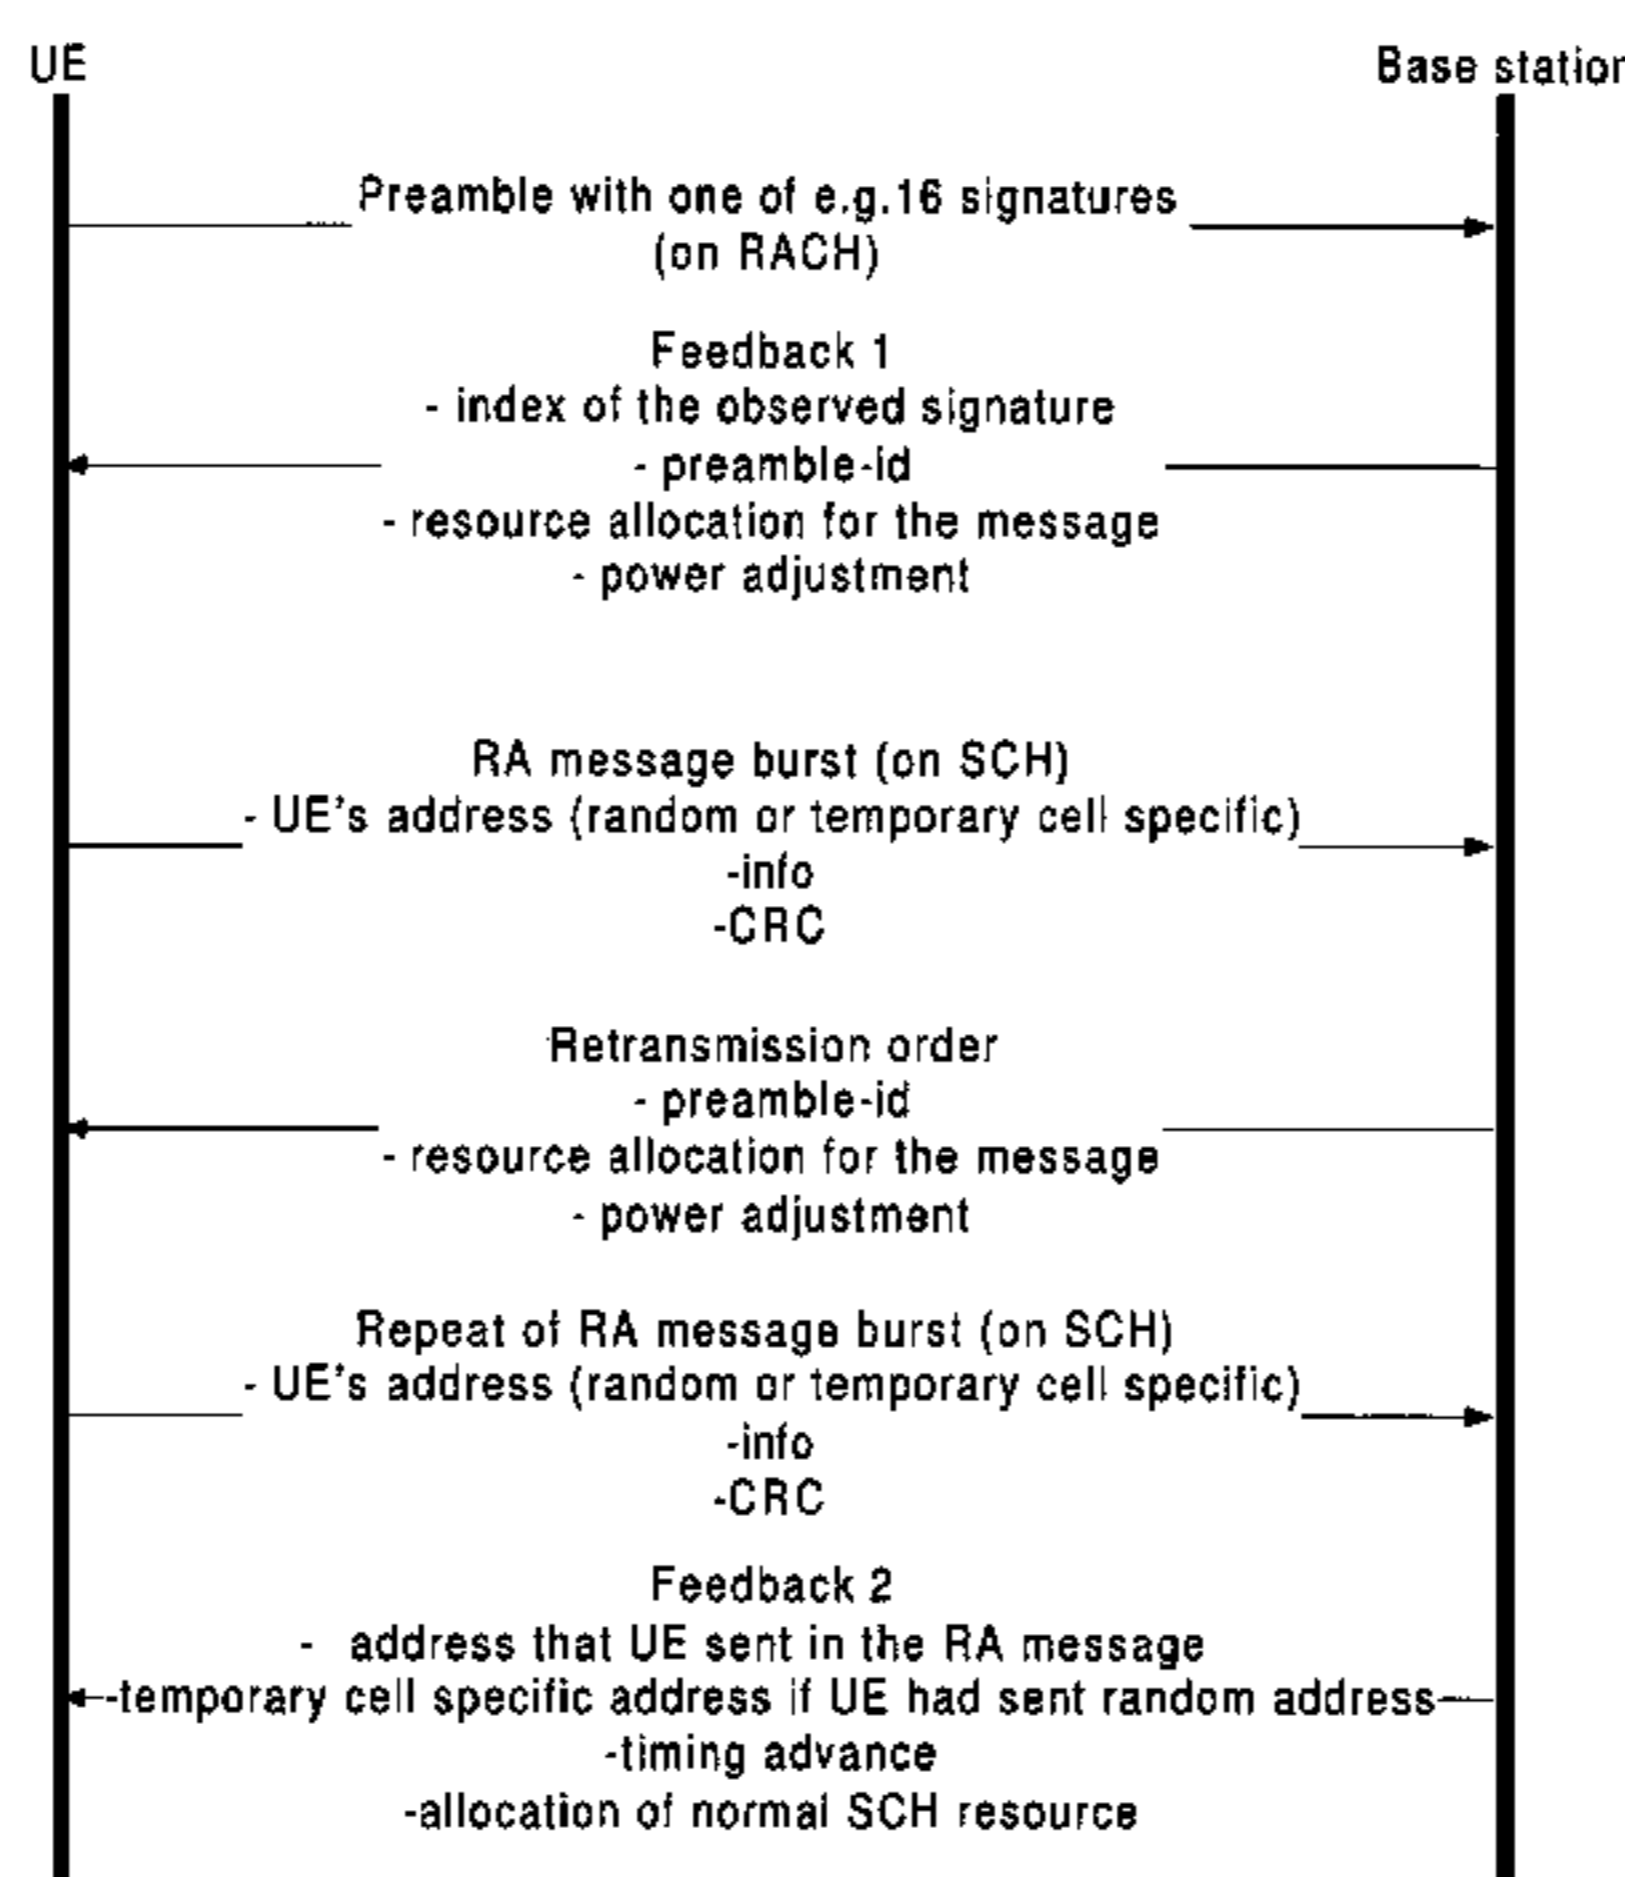 UE
Base station
Preamble with one of e.g.16 signatures
(on RACH)
Feedback 1
- index of the observed signature
- preamble-id
- resource allocation for the message
- power adjustment
RA message burst (on SCH)
- UE's address (random or temporary cell specific)
-info
-CRC
Retransmission order
- preamble-id
- resource allocation for the message
- power adjustment
Repeat of RA message burst (on SCH)
- UE's address (random or temporary cell specific)
-info
-CRC
Feedback 2
- address that UE sent in the RA message
-temporary cell specific address if UE had sent random address
-timing advance
-allocation of normal SCH resource